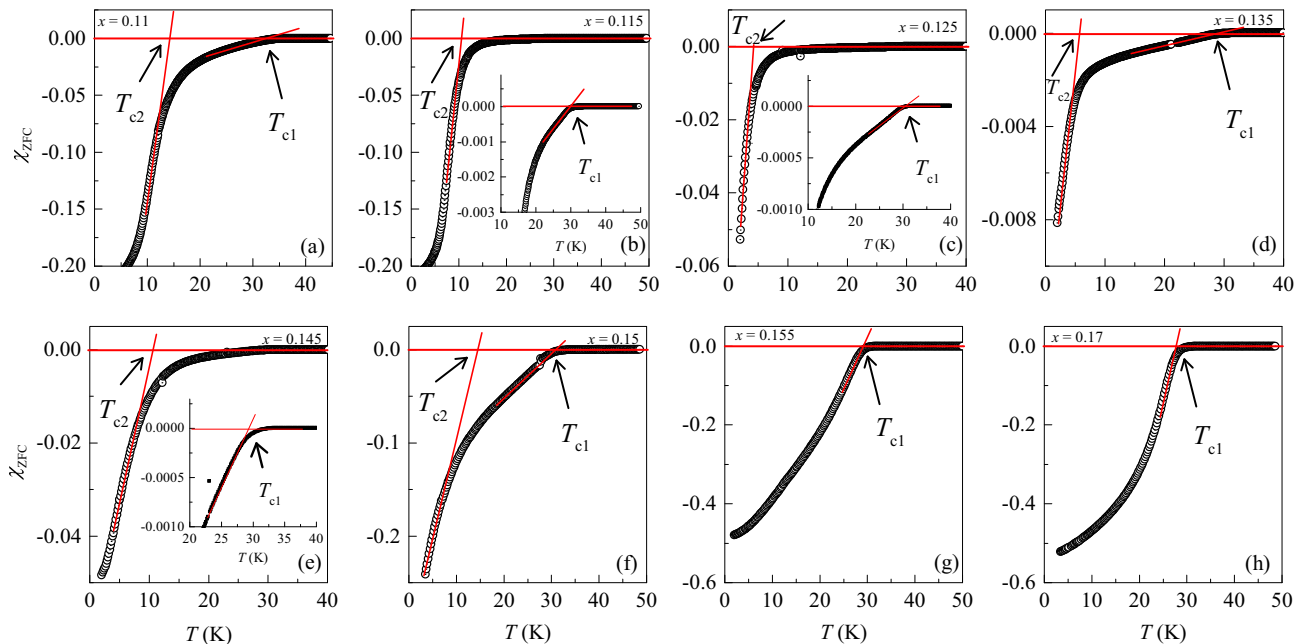 x = 0.11
0.00
-0.05
-0.10
-0.15
-0.20
χZFC
Tc2
Tc1
(a)
0 10 20 30 40
x = 0.115
0.00
-0.05
-0.10
-0.15
-0.20
Tc2
0.000
-0.001
-0.002
-0.003
Tc1
10 20 30 40 50
T (K)
(b)
0 10 20 30 40 50
Tc2
x = 0.125
0.00
-0.02
-0.04
-0.06
0.0000
-0.0005
-0.0010
Tc1
10 20 30 40
T (K)
(c)
0 10 20 30 40
x = 0.135
0.000
-0.004
-0.008
Tc2
Tc1
(d)
0 10 20 30 40
x = 0.145
0.00
-0.02
-0.04
χZFC
Tc2
0.0000
-0.0005
-0.0010
Tc1
20 25 30 35 40
T (K)
(e)
0 10 20 30 40
T (K)
x = 0.15
0.0
-0.1
-0.2
Tc2
Tc1
(f)
0 10 20 30 40 50
T (K)
x = 0.155
0.0
-0.2
-0.4
-0.6
Tc1
(g)
0 10 20 30 40 50
T (K)
x = 0.17
0.0
-0.2
-0.4
-0.6
Tc1
(h)
0 10 20 30 40 50
T (K)